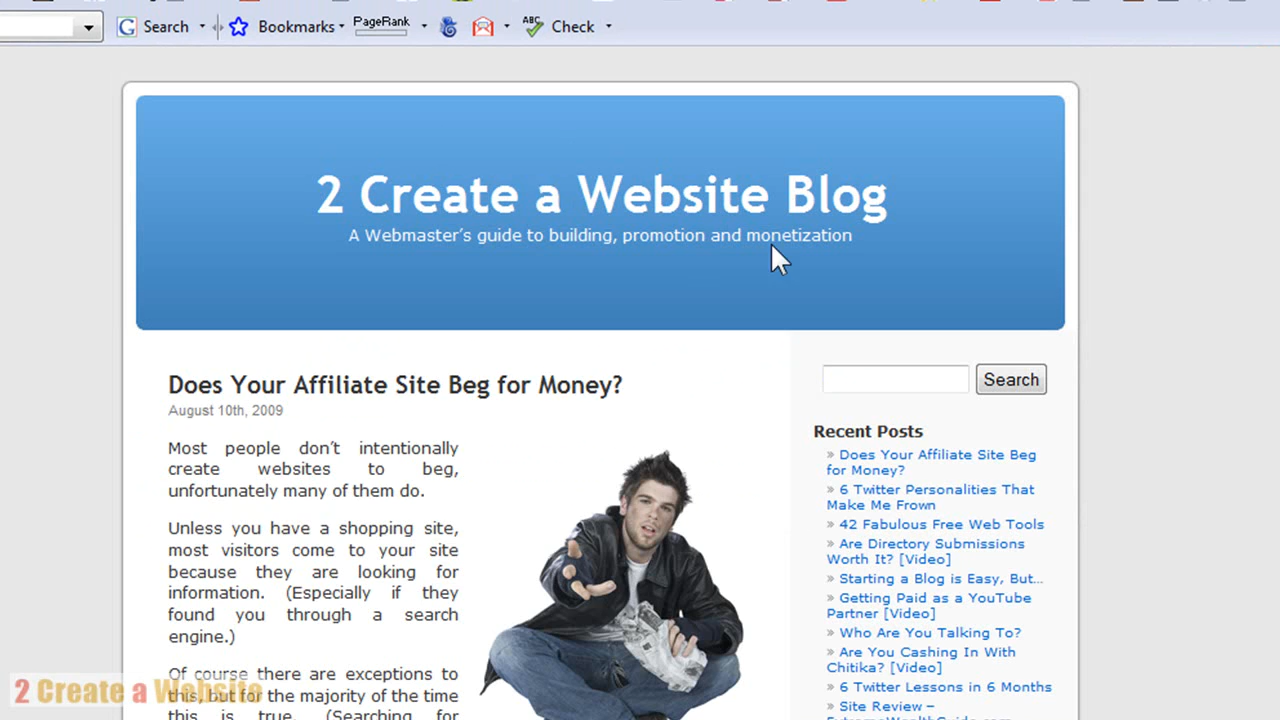 Search
Bookmarks
PageRank
ABC
Check
2 Create a Website Blog
A Webmaster's guide to building, promotion and monetization
Does Your Affiliate Site Beg for Money?
August 10th, 2009
Most people don't intentionally
create websites to beg,
unfortunately many of them do.
Unless you have a shopping site,
most visitors come to your site
because they are looking for
information. (Especially if they
found you through a search
engine.)
Of course there are exceptions to
this, but for the majority of the time
this is true. (Searching for
Search
Recent Posts
» Does Your Affiliate Site Beg
for Money?
» 6 Twitter Personalities That
Make Me Frown
» 42 Fabulous Free Web Tools
» Are Directory Submissions
Worth It? [Video]
» Starting a Blog is Easy, But...
» Getting Paid as a YouTube
Partner [Video]
» Who Are You Talking To?
» Are You Cashing In With
Chitika? [Video]
» 6 Twitter Lessons in 6 Months
» Site Review –
ExtremeWealthGuide.com
2 Create a Website